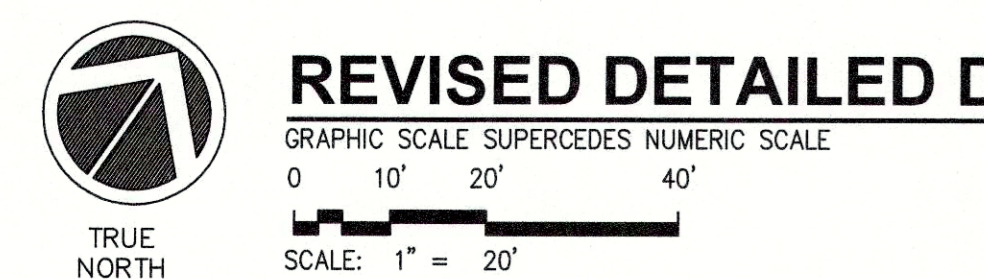 REVISED DETAILED D
GRAPHIC SCALE SUPERCEDES NUMERIC SCALE
0 10' 20' 40'
SCALE: 1" = 20'
TRUE
NORTH